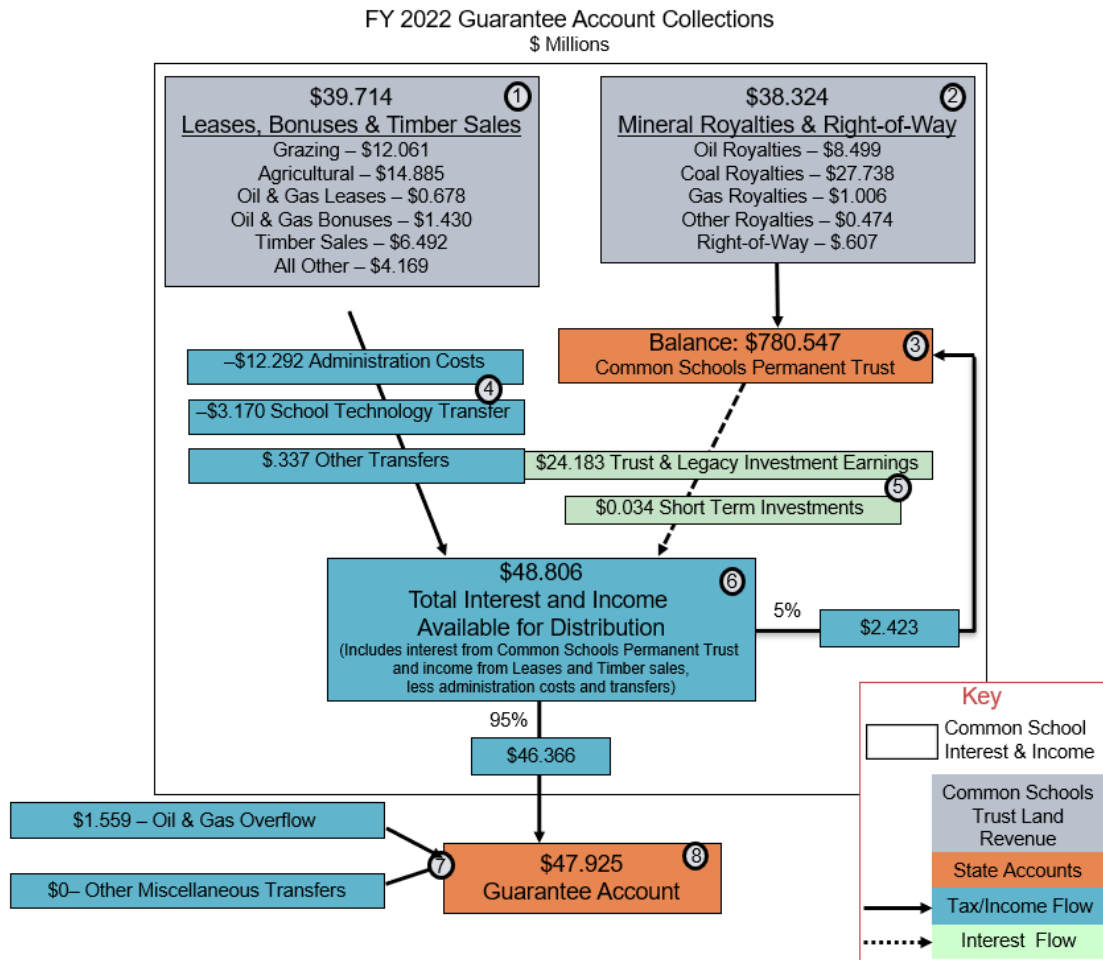 FY 2022 Guarantee Account Collections
$ Millions
$39.714
1
Leases, Bonuses & Timber Sales
Grazing – $12.061
Agricultural – $14.885
Oil & Gas Leases – $0.678
Oil & Gas Bonuses – $1.430
Timber Sales – $6.492
All Other – $4.169
$38.324
2
Mineral Royalties & Right-of-Way
Oil Royalties – $8.499
Coal Royalties – $27.738
Gas Royalties – $1.006
Other Royalties – $0.474
Right-of-Way – $.607
Balance: $780.547
3
Common Schools Permanent Trust
–$12.292 Administration Costs
4
–$3.170 School Technology Transfer
$.337 Other Transfers
$24.183 Trust & Legacy Investment Earnings
5
$0.034 Short Term Investments
$48.806
6
Total Interest and Income
Available for Distribution
(Includes interest from Common Schools Permanent Trust
and income from Leases and Timber sales,
less administration costs and transfers)
5%
$2.423
95%
$46.366
$1.559 – Oil & Gas Overflow
$0– Other Miscellaneous Transfers
7
$47.925
8
Guarantee Account
Key
Common School
Interest & Income
Common Schools
Trust Land
Revenue
State Accounts
Tax/Income Flow
Interest Flow